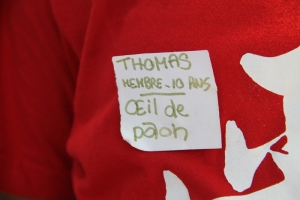 THOMAS
MEMBRE - 10 ANS
Œil de
paon